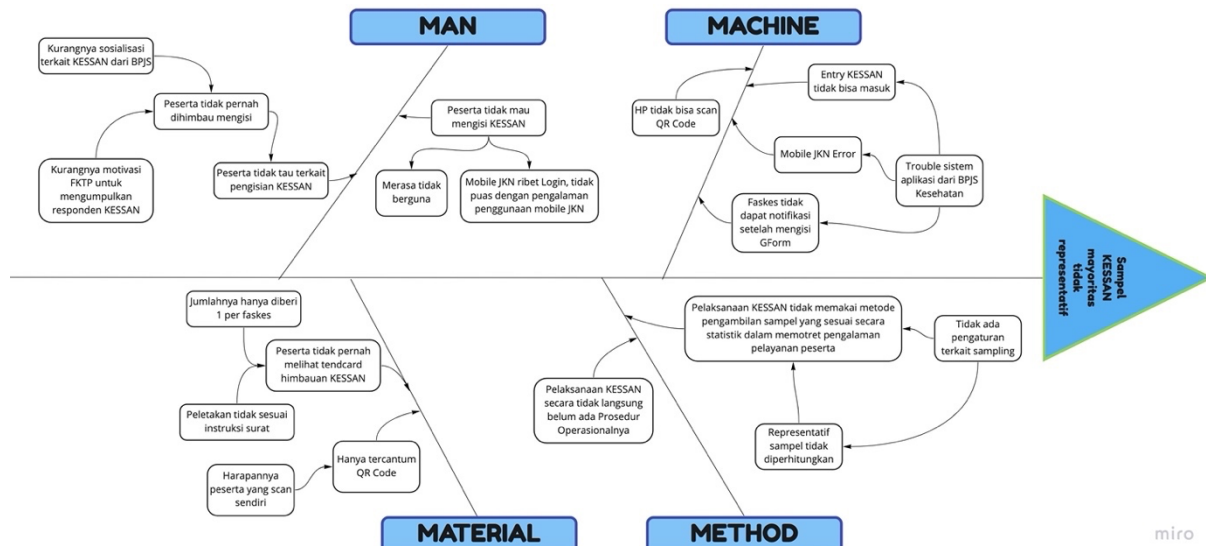 MAN
MACHINE
Kurangnya sosialisasi
terkait KESSAN dari BPJS
Peserta tidak pernah
dihimbau mengisi
Kurangnya motivasi
FKTP untuk
mengumpulkan
responden KESSAN
Peserta tidak tau terkait
pengisian KESSAN
Peserta tidak mau
mengisi KESSAN
Merasa tidak
berguna
Mobile JKN ribet Login, tidak
puas dengan pengalaman
penggunaan mobile JKN
HP tidak bisa scan
QR Code
Entry KESSAN
tidak bisa masuk
Mobile JKN Error
Trouble sistem
aplikasi dari BPJS
Kesehatan
Faskes tidak
dapat notifikasi
setelah mengisi
GForm
Sampel
KESSAN
mayoritas
tidak
representatif
Jumlahnya hanya diberi
1 per faskes
Peserta tidak pernah
melihat tendcard
himbauan KESSAN
Peletakan tidak sesuai
instruksi surat
Hanya tercantum
QR Code
Harapannya
peserta yang scan
sendiri
Pelaksanaan KESSAN tidak memakai metode
pengambilan sampel yang sesuai secara
statistik dalam memotret pengalaman
pelayanan peserta
Tidak ada
pengaturan
terkait sampling
Pelaksanaan KESSAN
secara tidak langsung
belum ada Prosedur
Operasionalnya
Representatif
sampel tidak
diperhitungkan
MATERIAL
METHOD
miro